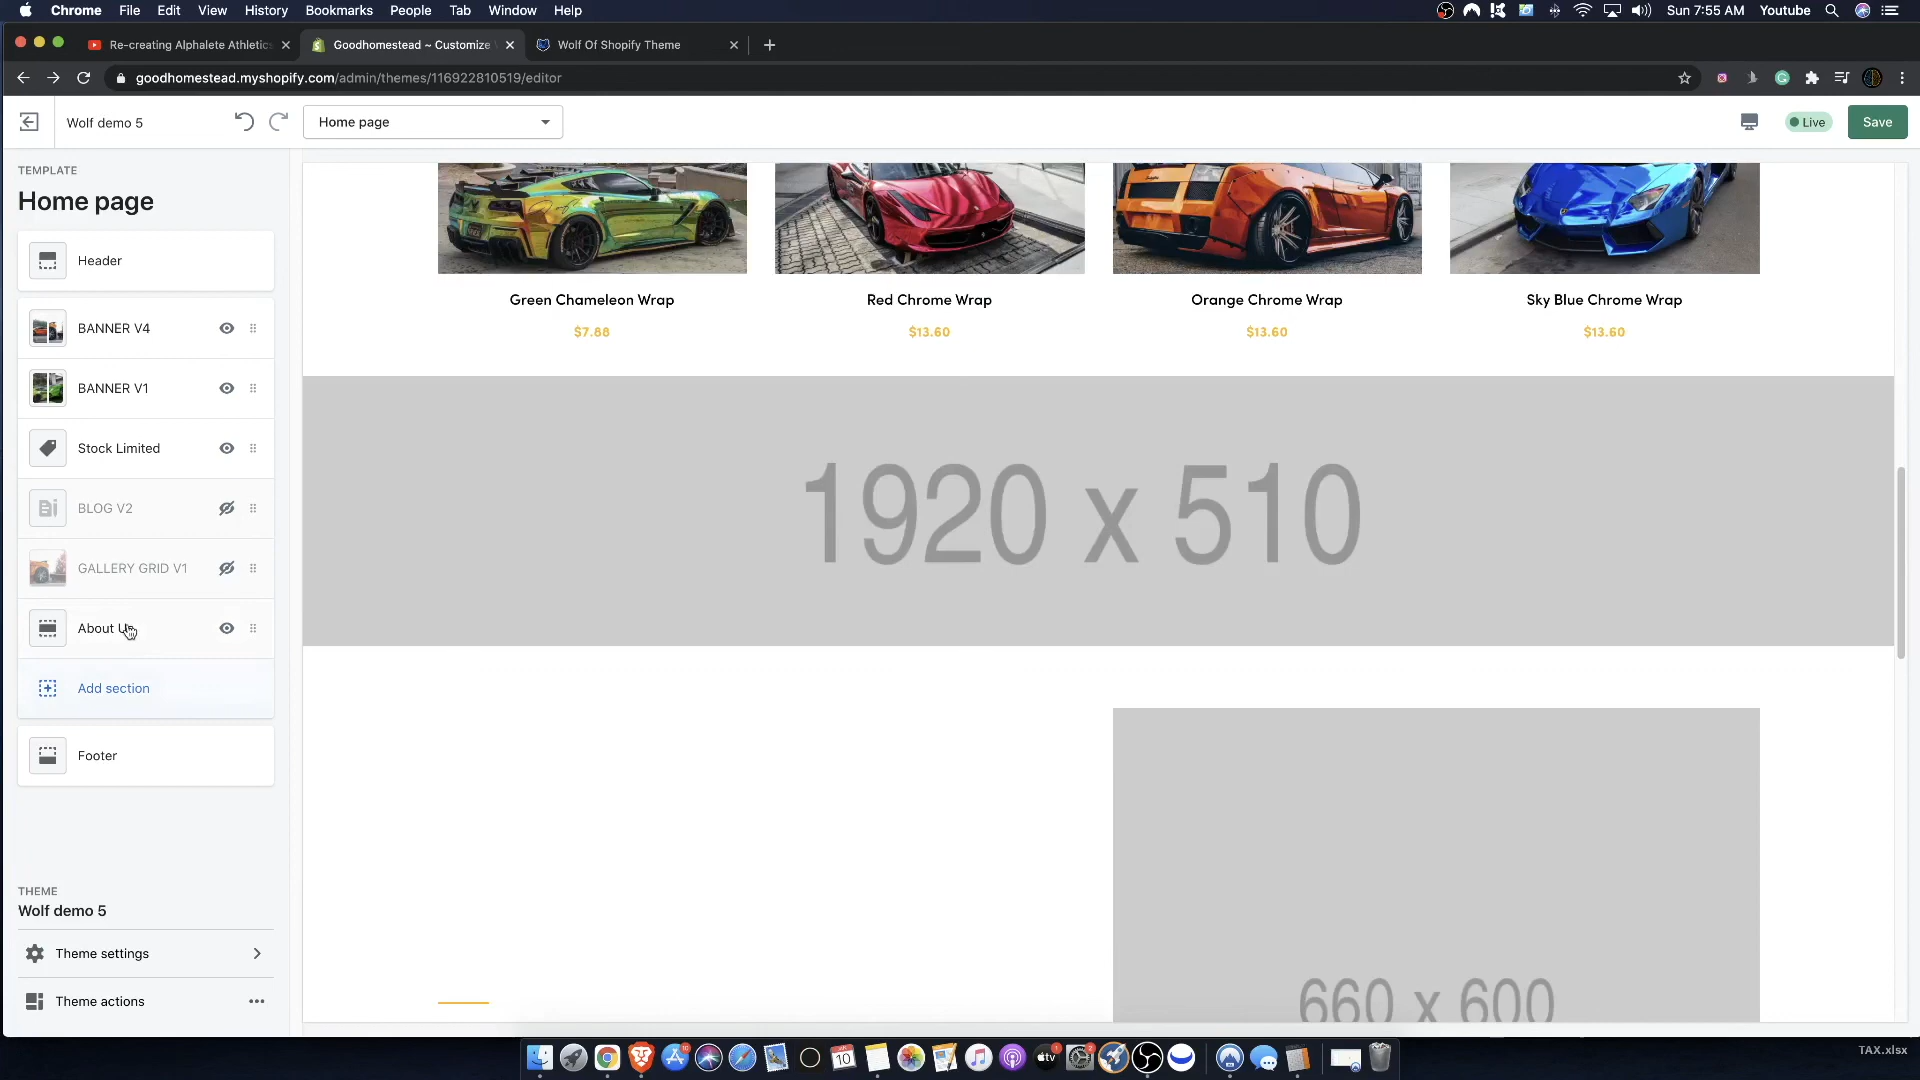 Chrome File Edit View History Bookmarks People Tab Window Help Sun 7:55 AM Youtube
Re-creating Alphalete Athletics Goodhomestead ~ Customize Wolf Of Shopify Theme
goodhomestead.myshopify.com/admin/themes/116922810519/editor
Wolf demo 5 Home page Live Save
TEMPLATE
Home page
Header
BANNER V4
BANNER V1
Stock Limited
BLOG V2
GALLERY GRID V1
About Us
Add section
Footer
THEME
Wolf demo 5
Theme settings
Theme actions
Green Chameleon Wrap Red Chrome Wrap Orange Chrome Wrap Sky Blue Chrome Wrap
$7.88 $13.60 $13.60 $13.60
1920 x 510
660 x 600
TAX.xlsx